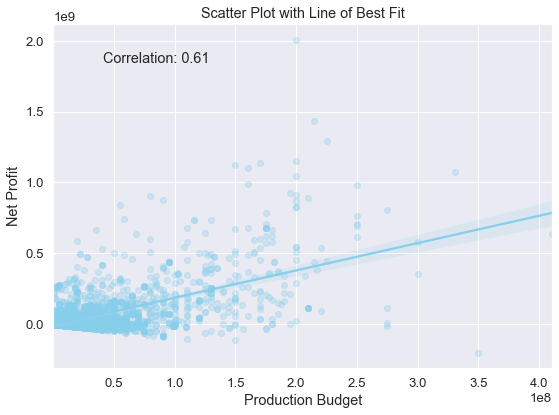 Scatter Plot with Line of Best Fit
1e9
2.0
Correlation: 0.61
1.5
1.0
Net Profit
0.5
0.0
0.5 1.0 1.5 2.0 2.5 3.0 3.5 4.0
1e8
Production Budget